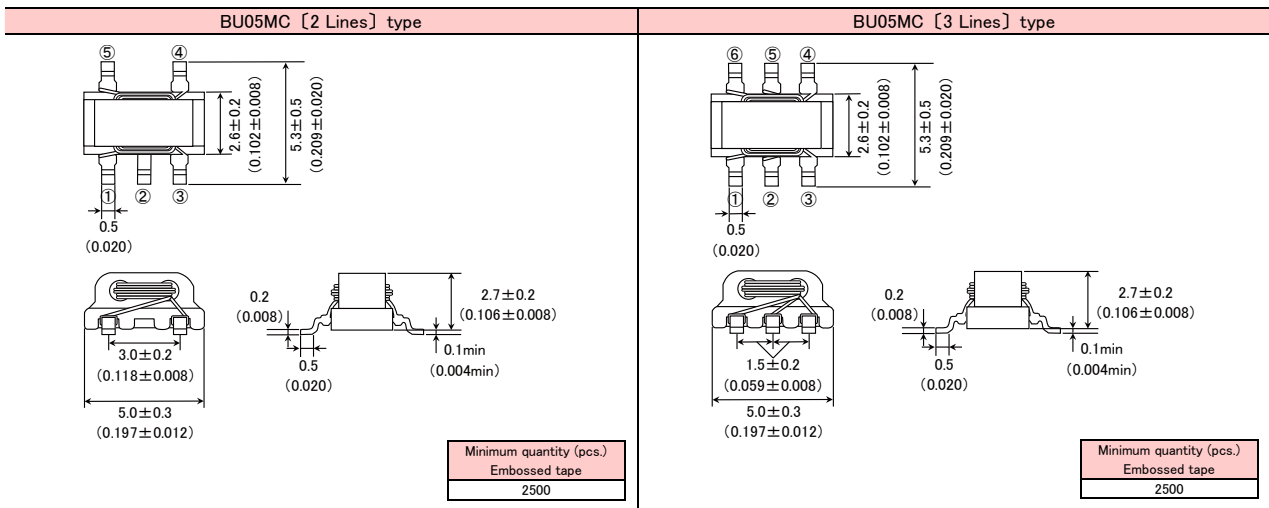 BU05MC〔2 Lines〕type
⑤ ④
2.6±0.2
(0.102±0.008)
5.3±0.5
(0.209±0.020)
① ② ③
0.5
(0.020)
3.0±0.2
(0.118±0.008)
5.0±0.3
(0.197±0.012)
0.2
(0.008)
0.5
(0.020)
2.7±0.2
(0.106±0.008)
0.1min
(0.004min)
Minimum quantity (pcs.)
Embossed tape
2500
BU05MC〔3 Lines〕type
⑥ ⑤ ④
2.6±0.2
(0.102±0.008)
5.3±0.5
(0.209±0.020)
① ② ③
0.5
(0.020)
1.5±0.2
(0.059±0.008)
5.0±0.3
(0.197±0.012)
0.2
(0.008)
0.5
(0.020)
2.7±0.2
(0.106±0.008)
0.1min
(0.004min)
Minimum quantity (pcs.)
Embossed tape
2500